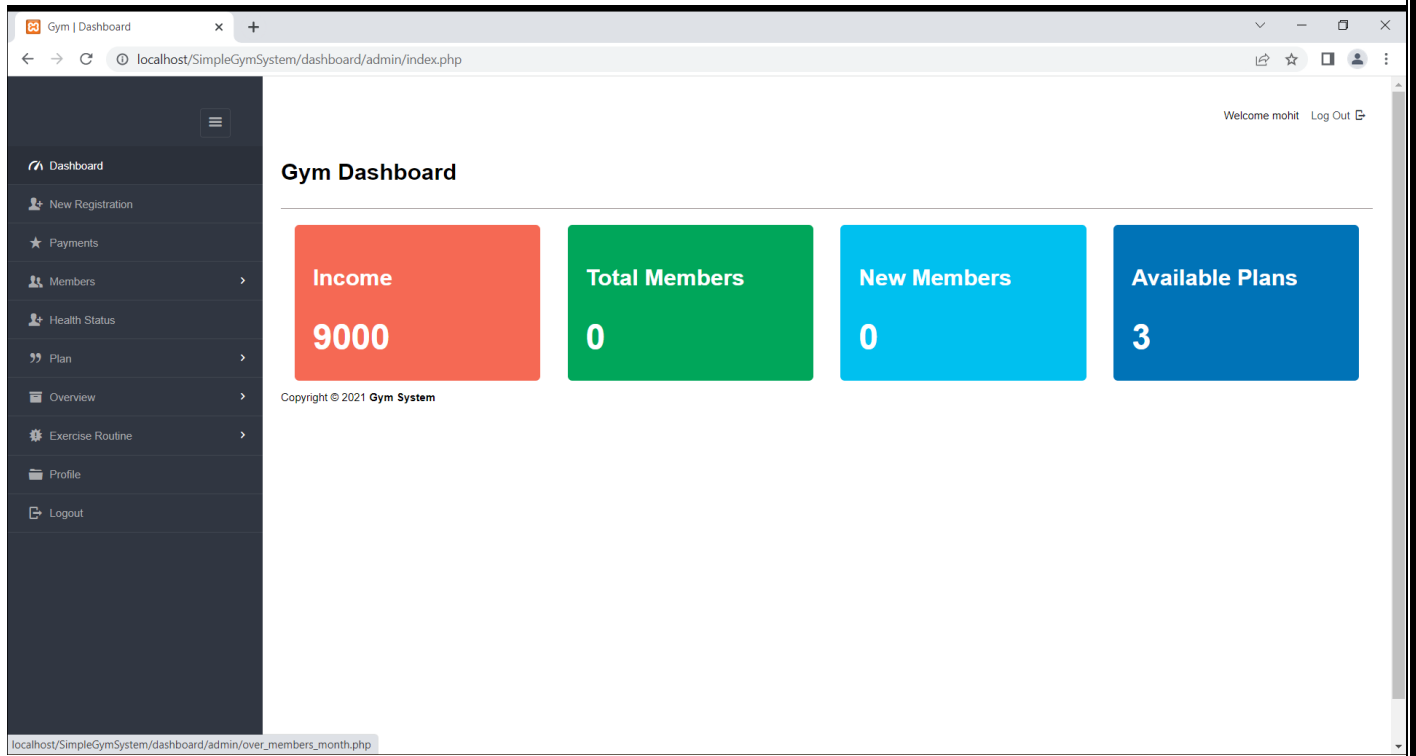 Gym | Dashboard
localhost/SimpleGymSystem/dashboard/admin/index.php
Welcome mohit Log Out
Dashboard
New Registration
Payments
Members
Health Status
Plan
Overview
Exercise Routine
Profile
Logout
Gym Dashboard
Income
9000
Total Members
0
New Members
0
Available Plans
3
Copyright © 2021 Gym System
localhost/SimpleGymSystem/dashboard/admin/over_members_month.php